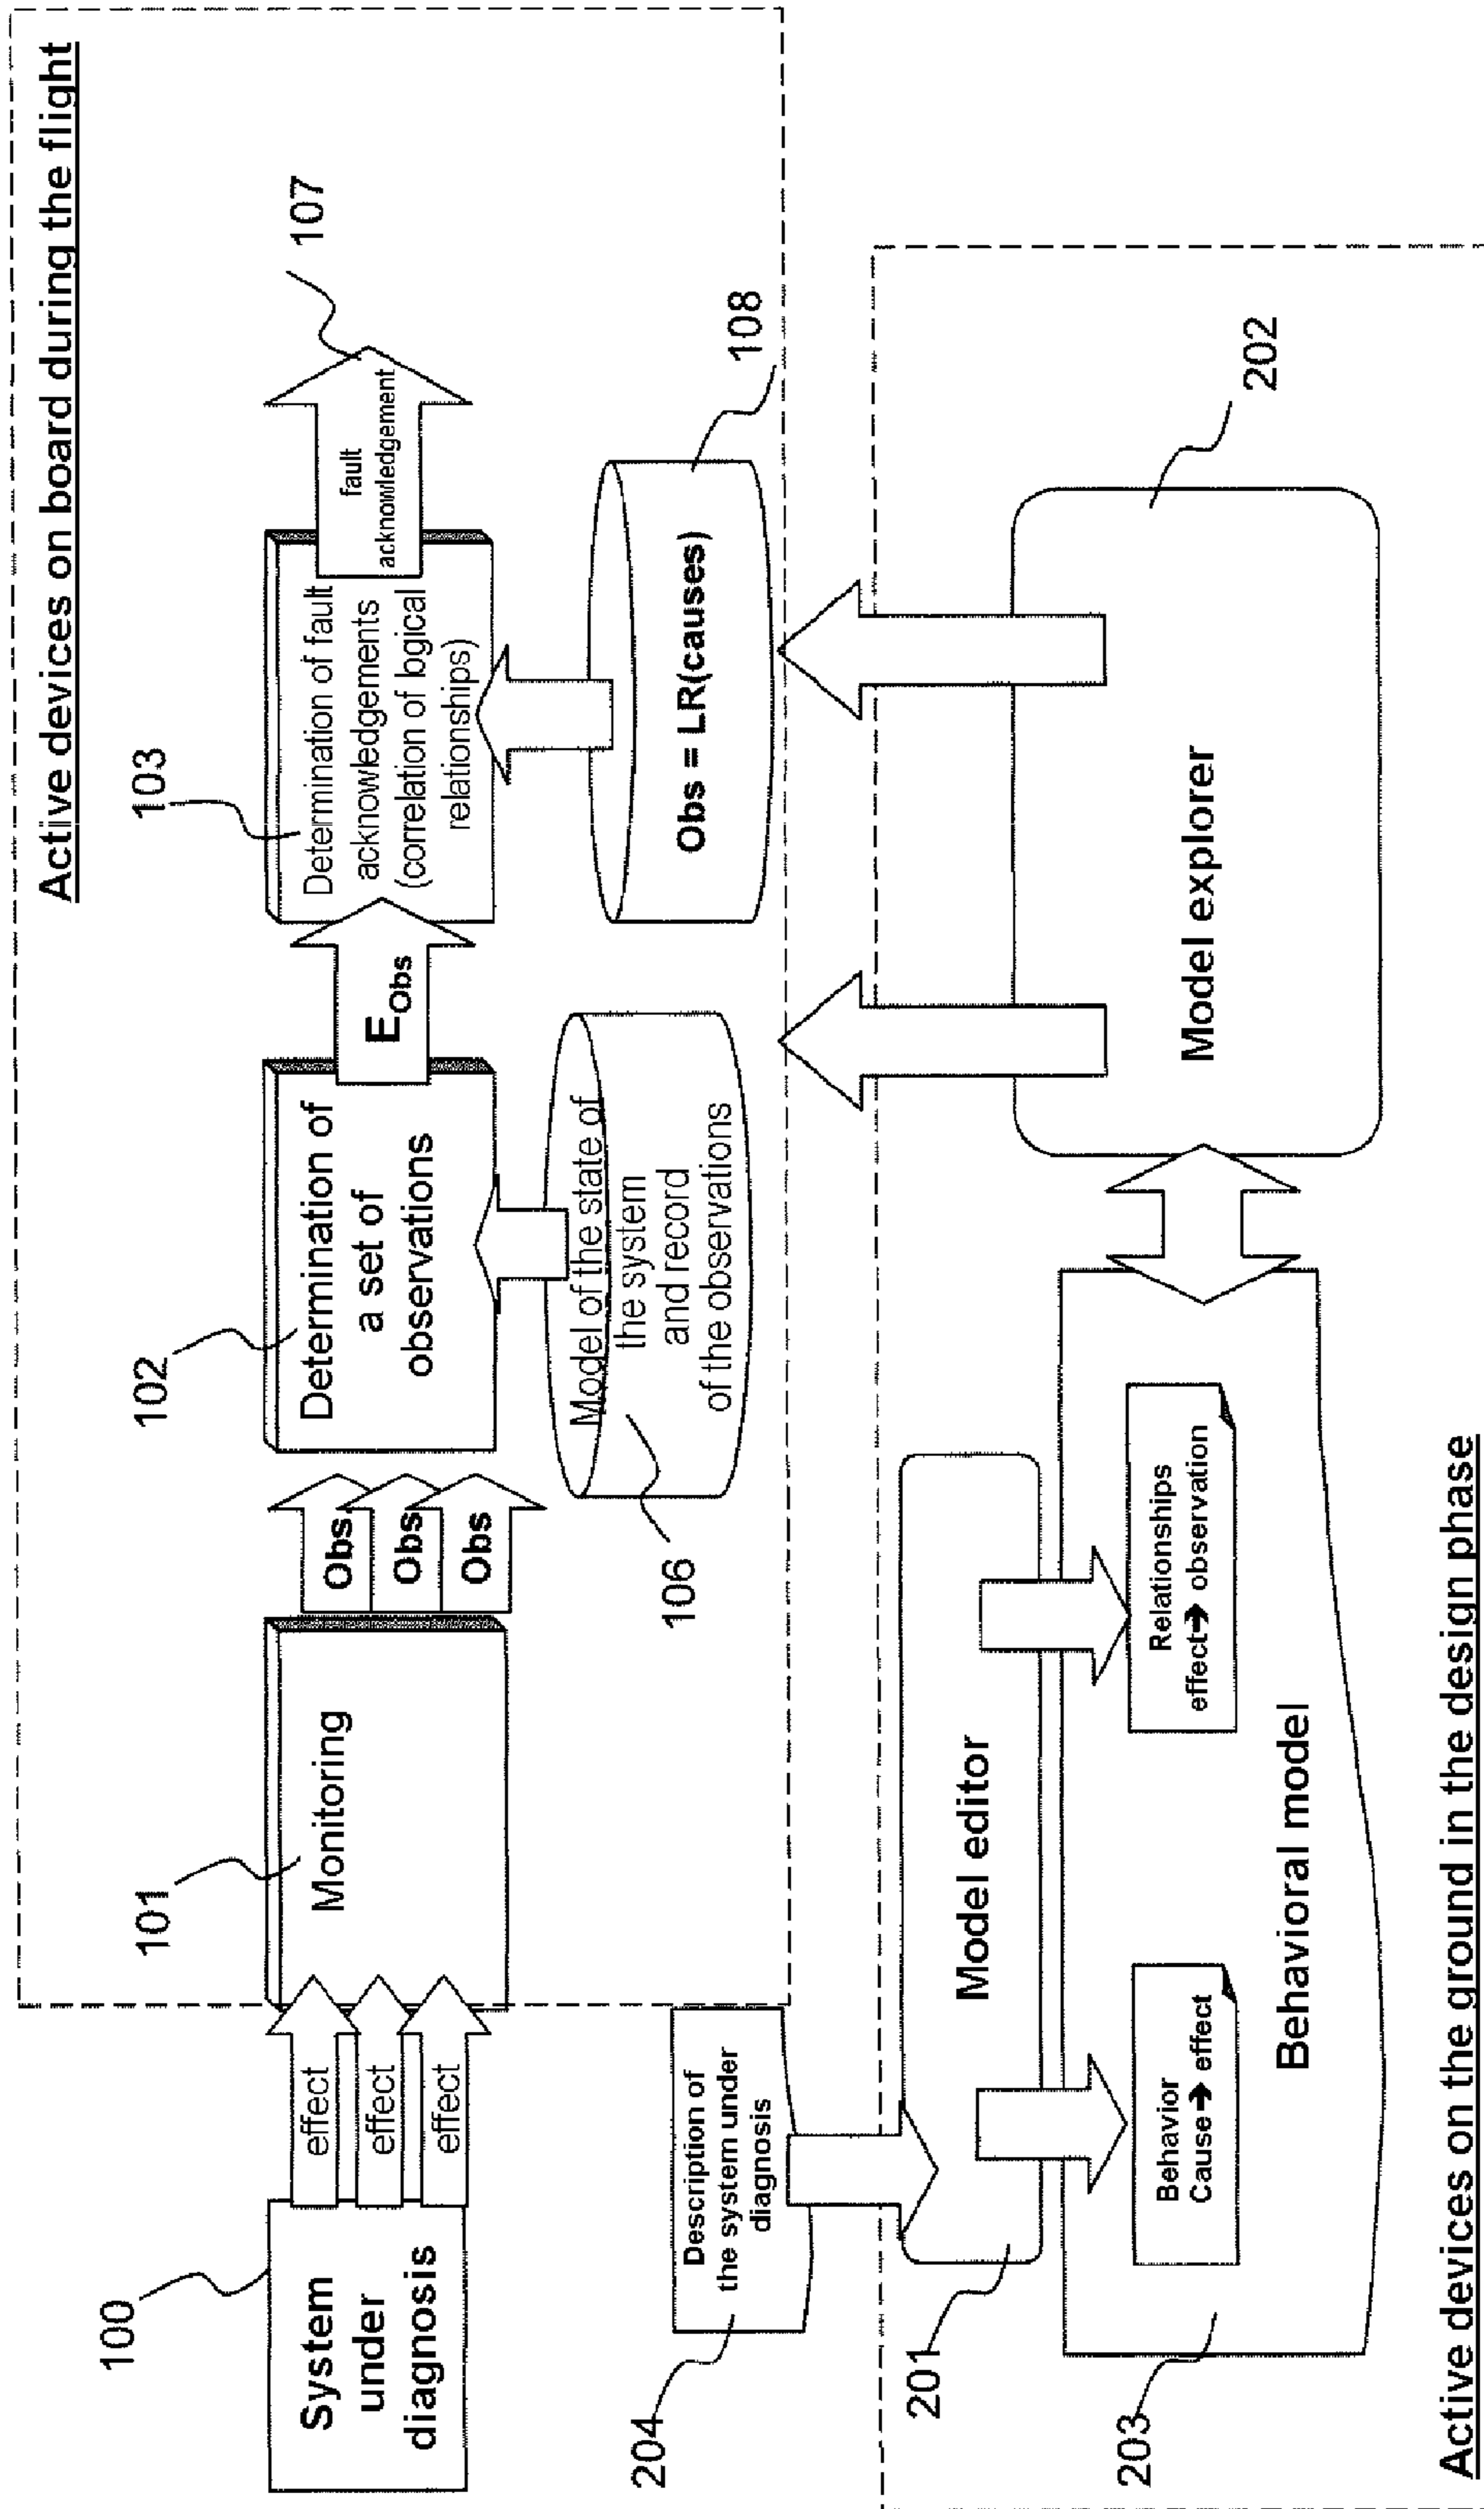 Active devices on board during the flight
100
System
under
diagnosis
effect
effect
effect
101
Monitoring
Obs
Obs
Obs
102
Determination of
a set of
observations
E Obs
103
Determination of fault
acknowledgements
(correlation of logical
relationships)
fault
acknowledgement
107
106
Model of the state of
the system
and record
of the observations
Obs = LR(causes)
108
204
Description of
the system under
diagnosis
201
Model editor
203
Behavior
Cause➔ effect
Relationships
effect➔ observation
Behavioral model
Model explorer
202
Active devices on the ground in the design phase